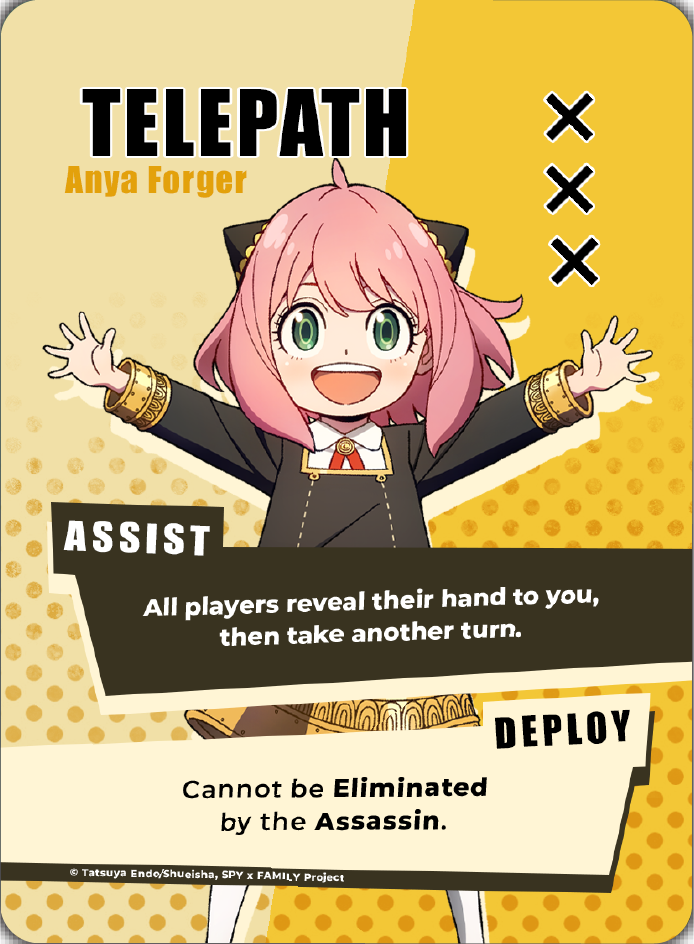 TELEPATH
Anya Forger
✕
✕
✕
ASSIST
All players reveal their hand to you,
then take another turn.
DEPLOY
Cannot be Eliminated
by the Assassin.
© Tatsuya Endo/Shueisha, SPY x FAMILY Project